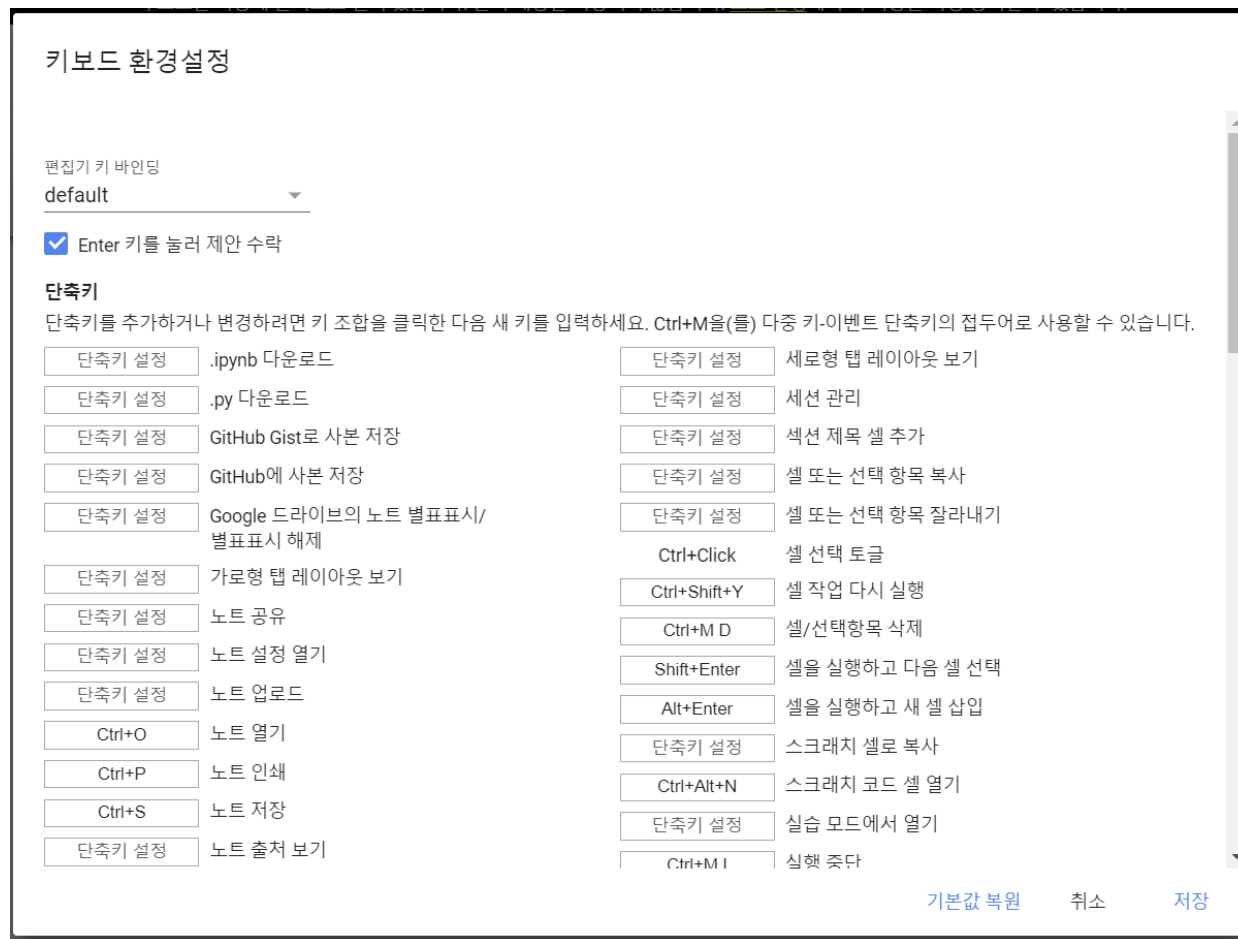 키보드 환경설정
편집기 키 바인딩
default
Enter 키를 눌러 제안 수락
단축키
단축키를 추가하거나 변경하려면 키 조합을 클릭한 다음 새 키를 입력하세요. Ctrl+M을(를) 다중 키-이벤트 단축키의 접두어로 사용할 수 있습니다.
단축키 설정 .ipynb 다운로드
단축키 설정 .py 다운로드
단축키 설정 GitHub Gist로 사본 저장
단축키 설정 GitHub에 사본 저장
단축키 설정 Google 드라이브의 노트 별표표시/
별표표시 해제
단축키 설정 가로형 탭 레이아웃 보기
단축키 설정 노트 공유
단축키 설정 노트 설정 열기
단축키 설정 노트 업로드
Ctrl+O 노트 열기
Ctrl+P 노트 인쇄
Ctrl+S 노트 저장
단축키 설정 노트 출처 보기
단축키 설정 세로형 탭 레이아웃 보기
단축키 설정 세션 관리
단축키 설정 섹션 제목 셀 추가
단축키 설정 셀 또는 선택 항목 복사
단축키 설정 셀 또는 선택 항목 잘라내기
Ctrl+Click 셀 선택 토글
Ctrl+Shift+Y 셀 작업 다시 실행
Ctrl+M D 셀/선택항목 삭제
Shift+Enter 셀을 실행하고 다음 셀 선택
Alt+Enter 셀을 실행하고 새 셀 삽입
단축키 설정 스크래치 셀로 복사
Ctrl+Alt+N 스크래치 코드 셀 열기
단축키 설정 실습 모드에서 열기
Ctrl+M I 실행 중단
기본값 복원 취소 저장